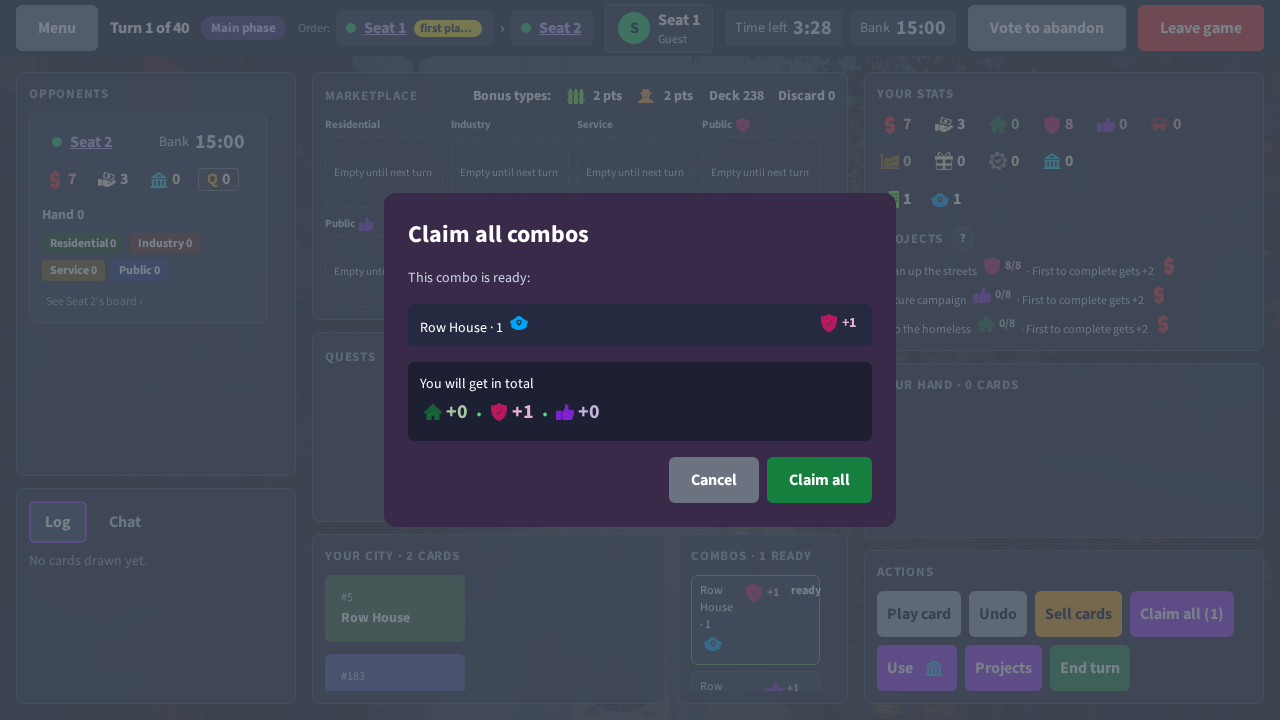 Menu
Turn 1 of 40
Main phase
Order:
Seat 1
first pla...
›
Seat 2
S
Seat 1
Guest
Time left 3:28
Bank 15:00
Vote to abandon
Leave game
OPPONENTS
Seat 2
Bank 15:00
7 3 0 Q 0
Hand 0
Residential 0
Industry 0
Service 0
Public 0
See Seat 2's board ›
MARKETPLACE
Bonus types: 2 pts 2 pts Deck 238 Discard 0
Residential
Industry
Service
Public
Empty until next turn
Empty until next turn
Empty until next turn
Empty until next turn
Public
QUESTS
Claim all combos
This combo is ready:
Row House · 1
+1
You will get in total
+0 • +1 • +0
Cancel
Claim all
YOUR STATS
7 3 0 8 0 0
0 0 0 0
1 1
?
8/8 · First to complete gets +2
0/8 · First to complete gets +2
0/8 · First to complete gets +2
HAND · 0 CARDS
Log
Chat
No cards drawn yet.
YOUR CITY · 2 CARDS
#5
Row House
#183
COMBOS · 1 READY
Row
House
· 1
+1
ready
Row
+1
ACTIONS
Play card
Undo
Sell cards
Claim all (1)
Use
Projects
End turn